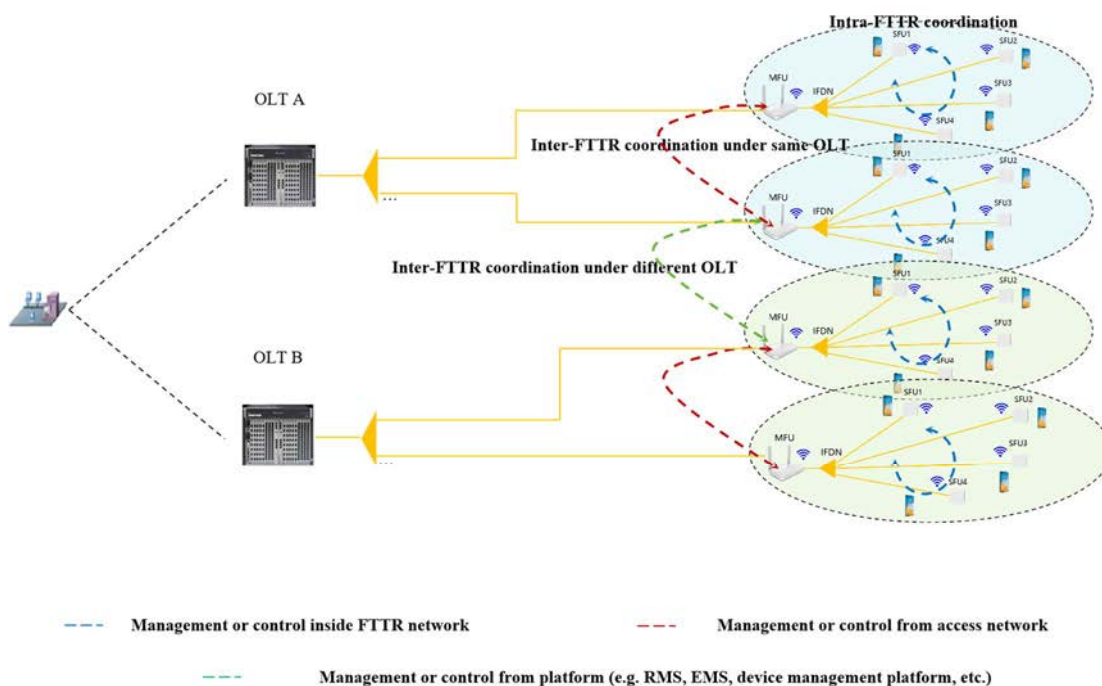 Intra-FTTR coordination
SFU1
SFU2
MFU
IFDN
SFU3
SFU4
OLT A
Inter-FTTR coordination under same OLT
...
SFU1
SFU2
MFU
IFDN
SFU3
SFU4
Inter-FTTR coordination under different OLT
SFU1
SFU2
MFU
IFDN
SFU3
SFU4
OLT B
SFU1
SFU2
MFU
IFDN
SFU3
SFU4
...
Management or control inside FTTR network
Management or control from access network
Management or control from platform (e.g. RMS, EMS, device management platform, etc.)